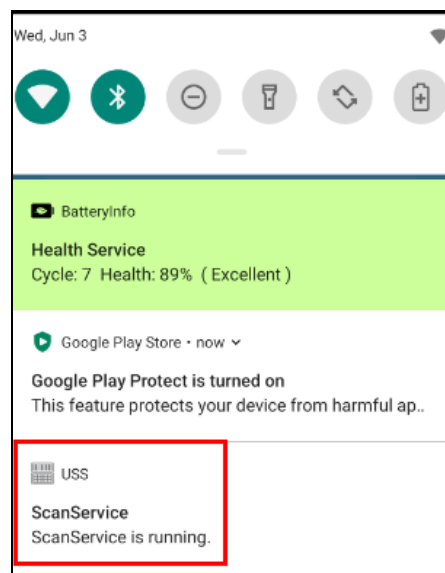 Wed, Jun 3
BatteryInfo
Health Service
Cycle: 7 Health: 89% ( Excellent )
Google Play Store • now
Google Play Protect is turned on
This feature protects your device from harmful ap..
USS
ScanService
ScanService is running.